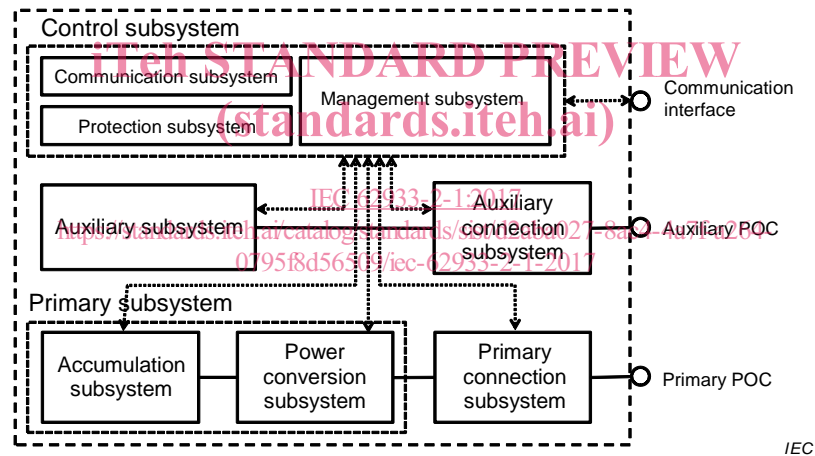 Control subsystem
iTeh STANDARD PREVIEW
Communication subsystem
Management subsystem
Communication
interface
Protection subsystem
(standards.iteh.ai)
IEC 62933-2-1:2017
Auxiliary subsystem
Auxiliary
connection
subsystem
Auxiliary POC
0795f8d56509/iec-62933-2-1-2017
Primary subsystem
Accumulation
subsystem
Power
conversion
subsystem
Primary
connection
subsystem
Primary POC
IEC